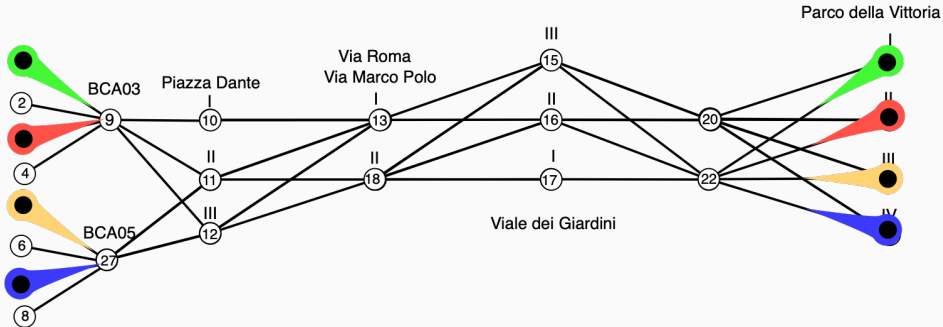 Parco della Vittoria
I
III
Via Roma
Via Marco Polo
BCA03
Piazza Dante
I
I
II
2
9
10
13
15
16
20
II
4
II
II
III
11
18
I
17
22
III
12
BCA05
Viale dei Giardini
IV
6
27
8